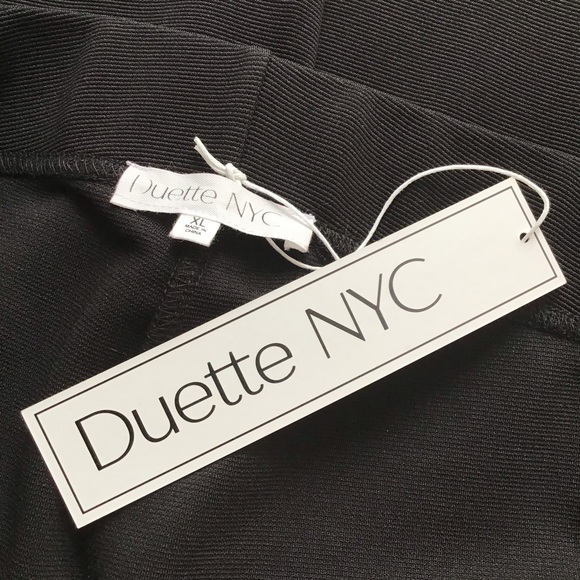 Duette NYC
XL
MADE IN
CHINA
Duette NYC